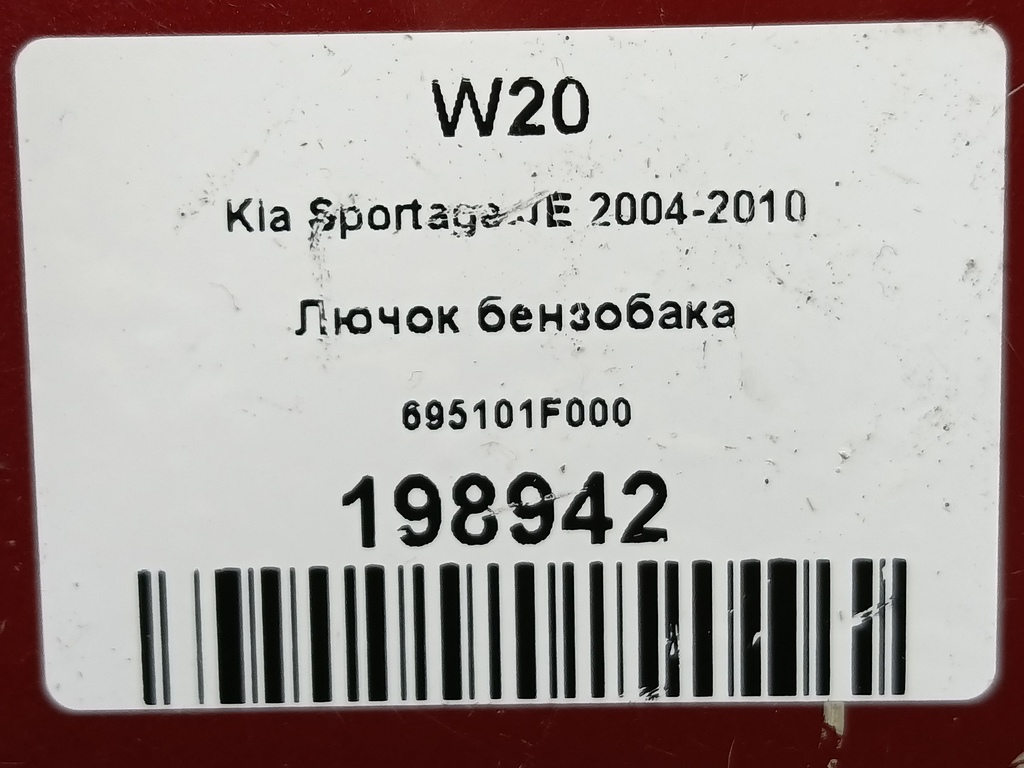 W20
Kia Sportage JE 2004-2010
Лючок бензобака
695101F000
198942